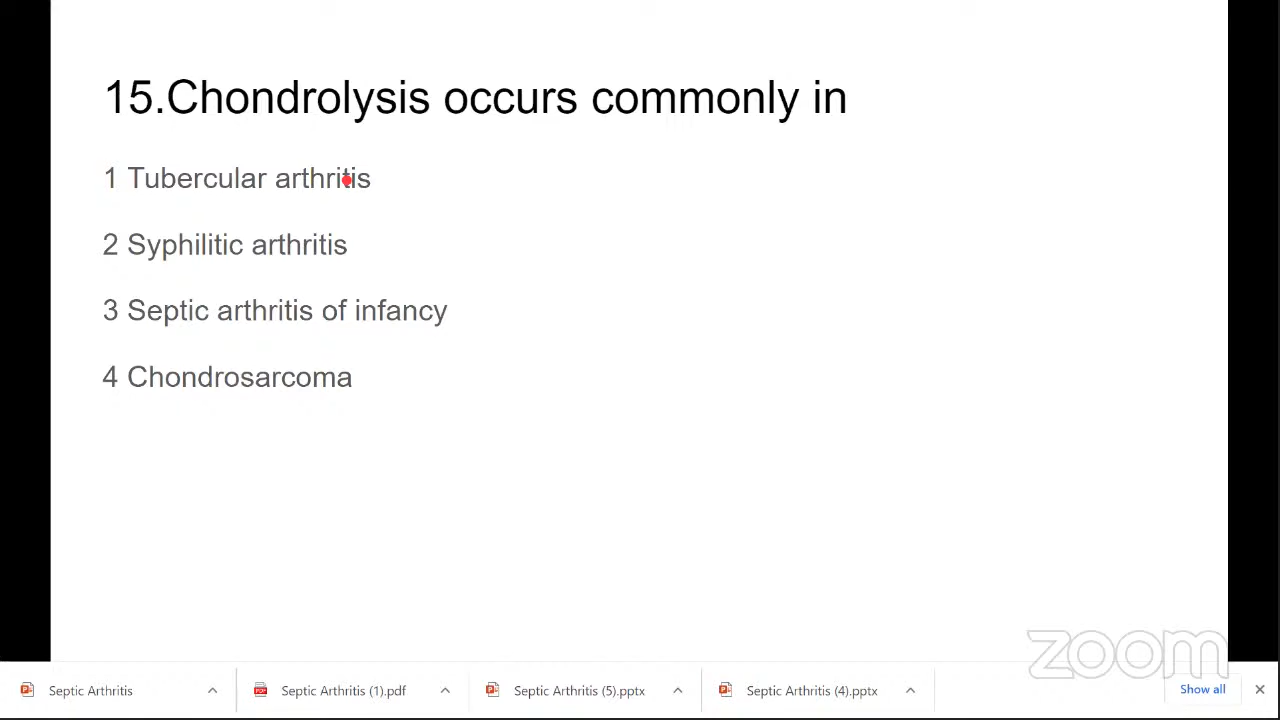 15.Chondrolysis occurs commonly in
1 Tubercular arthritis
2 Syphilitic arthritis
3 Septic arthritis of infancy
4 Chondrosarcoma
zoom
Septic Arthritis
Septic Arthritis (1).pdf
Septic Arthritis (5).pptx
Septic Arthritis (4).pptx
Show all